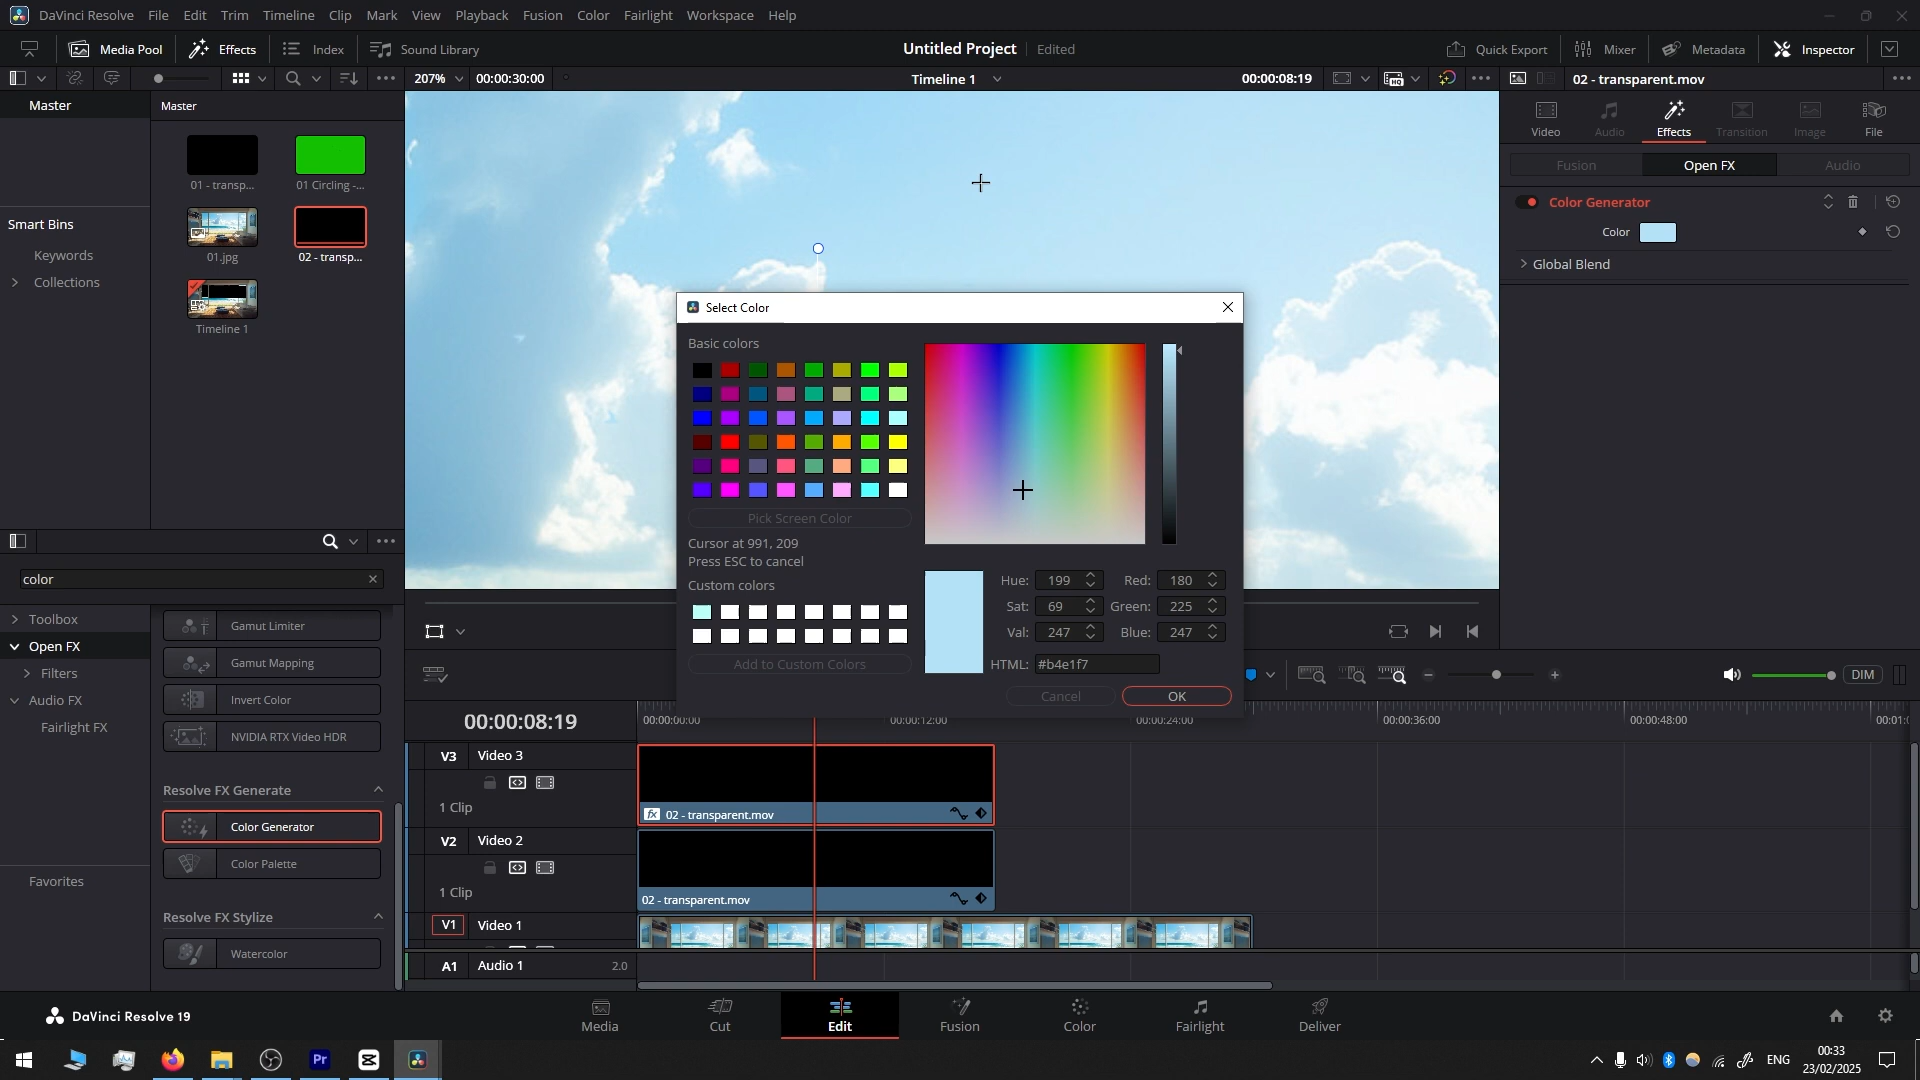 DaVinci Resolve File Edit Trim Timeline Clip Mark View Playback Fusion Color Fairlight Workspace Help
Media Pool Effects Index Sound Library Untitled Project Edited Quick Export Mixer Metadata Inspector
207% 00:00:30:00 Timeline 1 00:00:08:19 02 - transparent.mov
Master Master
Video Audio Effects Transition Image File
01 - transp... 01 Circling -...
Fusion Open FX Audio
Color Generator
Color
Global Blend
Smart Bins
Keywords
Collections
01.jpg 02 - transp...
Timeline 1
Select Color
Basic colors
Pick Screen Color
Cursor at 991, 209
Press ESC to cancel
Custom colors
Add to Custom Colors
Hue: 199 Red: 180
Sat: 69 Green: 225
Val: 247 Blue: 247
HTML: #b4e1f7
Cancel OK
color
Toolbox
Open FX
Filters
Audio FX
Fairlight FX
Favorites
Gamut Limiter
Gamut Mapping
Invert Color
NVIDIA RTX Video HDR
Resolve FX Generate
Color Generator
Color Palette
Resolve FX Stylize
Watercolor
DIM
00:00:08:19 00:00:00:00 00:00:12:00 00:00:24:00 00:00:36:00 00:00:48:00
V3 Video 3
1 Clip
fx 02 - transparent.mov
V2 Video 2
1 Clip
02 - transparent.mov
V1 Video 1
A1 Audio 1 2.0
DaVinci Resolve 19
Media Cut Edit Fusion Color Fairlight Deliver
Pr
ENG
00:33
23/02/2025